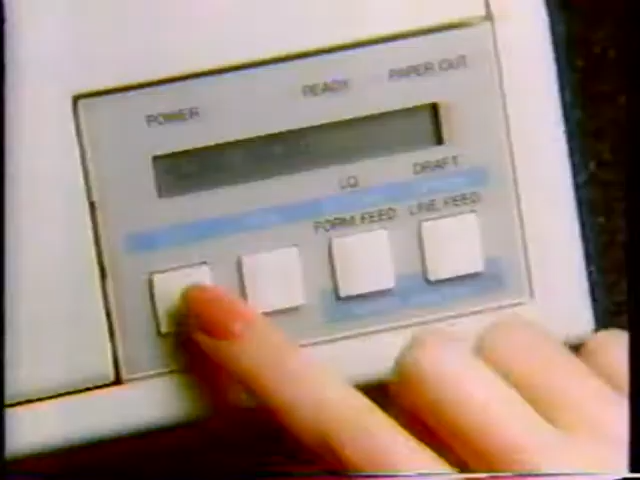 POWER READY PAPER OUT
LQ DRAFT
FORM FEED LINE FEED